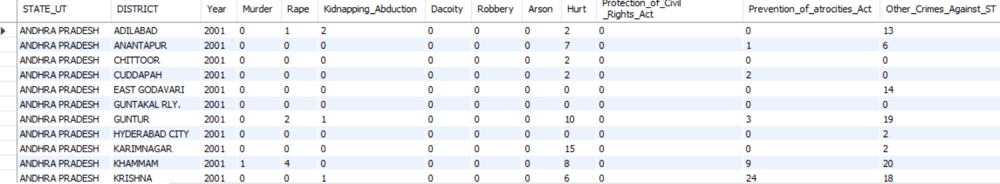 STATE_UT DISTRICT Year Murder Rape Kidnapping_Abduction Dacoity Robbery Arson Hurt Protection_of_Civil _Rights_Act Prevention_of_atrocities_Act Other_Crimes_Against_ST
ANDHRA PRADESH ADILABAD 2001 0 1 2 0 0 0 2 0 0 13
ANDHRA PRADESH ANANTAPUR 2001 0 0 0 0 0 0 7 0 1 6
ANDHRA PRADESH CHITTOOR 2001 0 0 0 0 0 0 2 0 0 0
ANDHRA PRADESH CUDDAPAH 2001 0 0 0 0 0 0 2 0 2 0
ANDHRA PRADESH EAST GODAVARI 2001 0 0 0 0 0 0 0 0 0 14
ANDHRA PRADESH GUNTAKAL RLY. 2001 0 0 0 0 0 0 0 0 0 0
ANDHRA PRADESH GUNTUR 2001 0 2 1 0 0 0 10 0 3 19
ANDHRA PRADESH HYDERABAD CITY 2001 0 0 0 0 0 0 0 0 0 2
ANDHRA PRADESH KARIMNAGAR 2001 0 0 0 0 0 0 15 0 0 2
ANDHRA PRADESH KHAMMAM 2001 1 4 0 0 0 0 8 0 9 20
ANDHRA PRADESH KRISHNA 2001 0 0 1 0 0 0 6 0 24 18